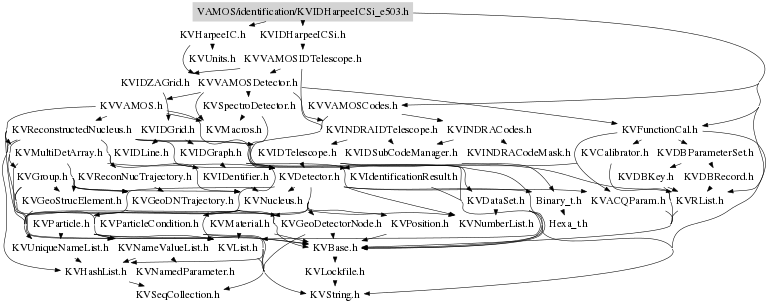 VAMOS/identification/KVIDHarpeeICSi_e503.h
KVHarpeeIC.h KVIDHarpeeICSi.h
KVUnits.h KVVAMOSIDTelescope.h
KVIDZAGrid.h KVVAMOSDetector.h
KVVAMOS.h KVSpectroDetector.h KVVAMOSCodes.h
KVReconstructedNucleus.h KVIDGrid.h KVMacros.h KVINDRAIDTelescope.h KVINDRACodes.h KVFunctionCal.h
KVMultiDetArray.h KVIDLine.h KVIDGraph.h KVIDTelescope.h KVIDSubCodeManager.h KVINDRACodeMask.h KVCalibrator.h KVDBParameterSet.h
KVGroup.h KVReconNucTrajectory.h KVIDentifier.h KVDetector.h KVIdentificationResult.h KVDBKey.h KVDBRecord.h
KVGeoStrucElement.h KVGeoDNTrajectory.h KVNucleus.h KVDataSet.h Binary_t.h KVACQParam.h KVRList.h
KVParticle.h KVParticleCondition.h KVMaterial.h KVGeoDetectorNode.h KVPosition.h KVNumberList.h Hexa_t.h
KVUniqueNameList.h KVNameValueList.h KVList.h KVBase.h
KVHashList.h KVNamedParameter.h KVLockfile.h
KVSeqCollection.h KVString.h